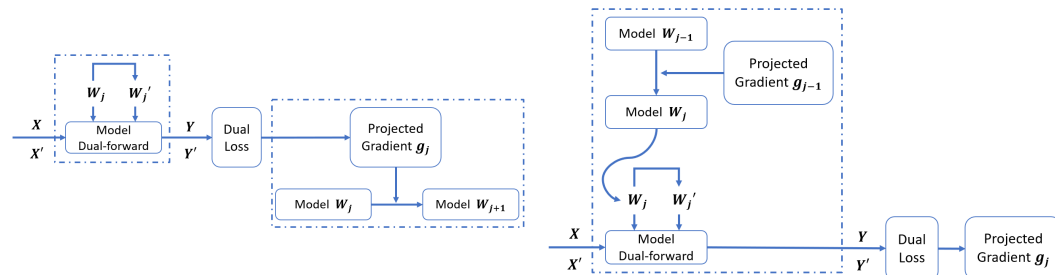 W_j W_j'
X
X'
Model
Dual-forward
Y
Y'
Dual
Loss
Projected
Gradient g_j
Model W_j
Model W_{j+1}
Model W_{j-1}
Projected
Gradient g_{j-1}
Model W_j
W_j W_j'
X
X'
Model
Dual-forward
Y
Y'
Dual
Loss
Projected
Gradient g_j